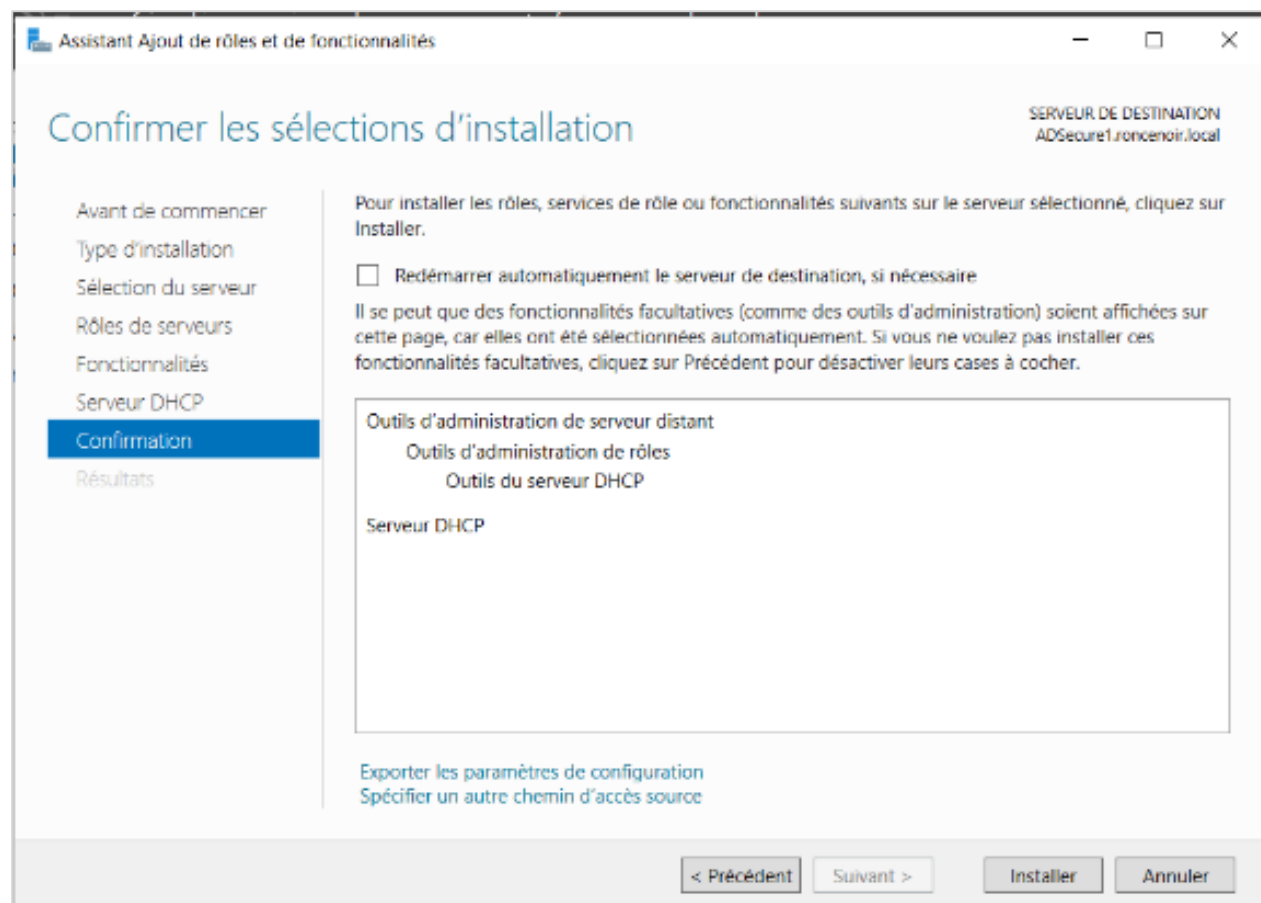 Assistant Ajout de rôles et de fonctionnalités
Confirmer les sélections d'installation
SERVEUR DE DESTINATION
ADSecure1.roncenoir.local
Avant de commencer
Type d'installation
Sélection du serveur
Rôles de serveurs
Fonctionnalités
Serveur DHCP
Confirmation
Résultats
Pour installer les rôles, services de rôle ou fonctionnalités suivants sur le serveur sélectionné, cliquez sur
Installer.
Redémarrer automatiquement le serveur de destination, si nécessaire
Il se peut que des fonctionnalités facultatives (comme des outils d'administration) soient affichées sur
cette page, car elles ont été sélectionnées automatiquement. Si vous ne voulez pas installer ces
fonctionnalités facultatives, cliquez sur Précédent pour désactiver leurs cases à cocher.
Outils d'administration de serveur distant
Outils d'administration de rôles
Outils du serveur DHCP
Serveur DHCP
Exporter les paramètres de configuration
Spécifier un autre chemin d'accès source
< Précédent
Suivant >
Installer
Annuler